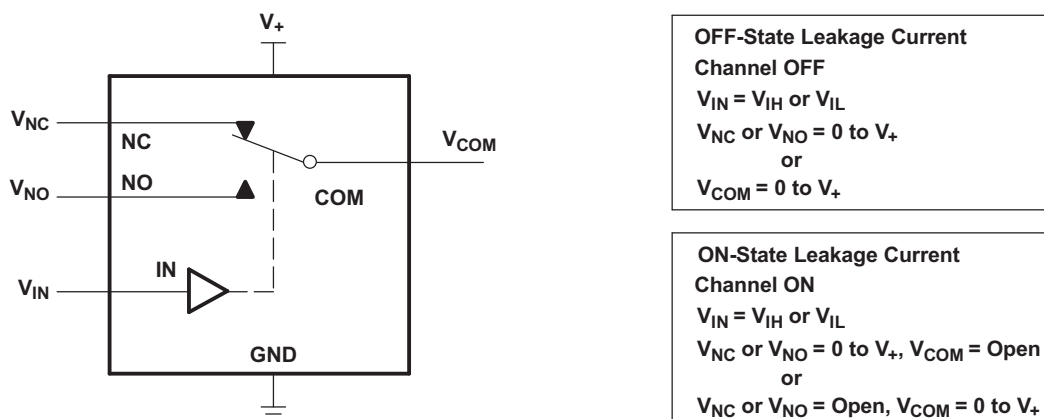 V+
VNC
NC
VCOM
VNO
NO
COM
IN
VIN
GND
OFF-State Leakage Current
Channel OFF
VIN = VIH or VIL
VNC or VNO = 0 to V+
or
VCOM = 0 to V+
ON-State Leakage Current
Channel ON
VIN = VIH or VIL
VNC or VNO = 0 to V+, VCOM = Open
or
VNC or VNO = Open, VCOM = 0 to V+